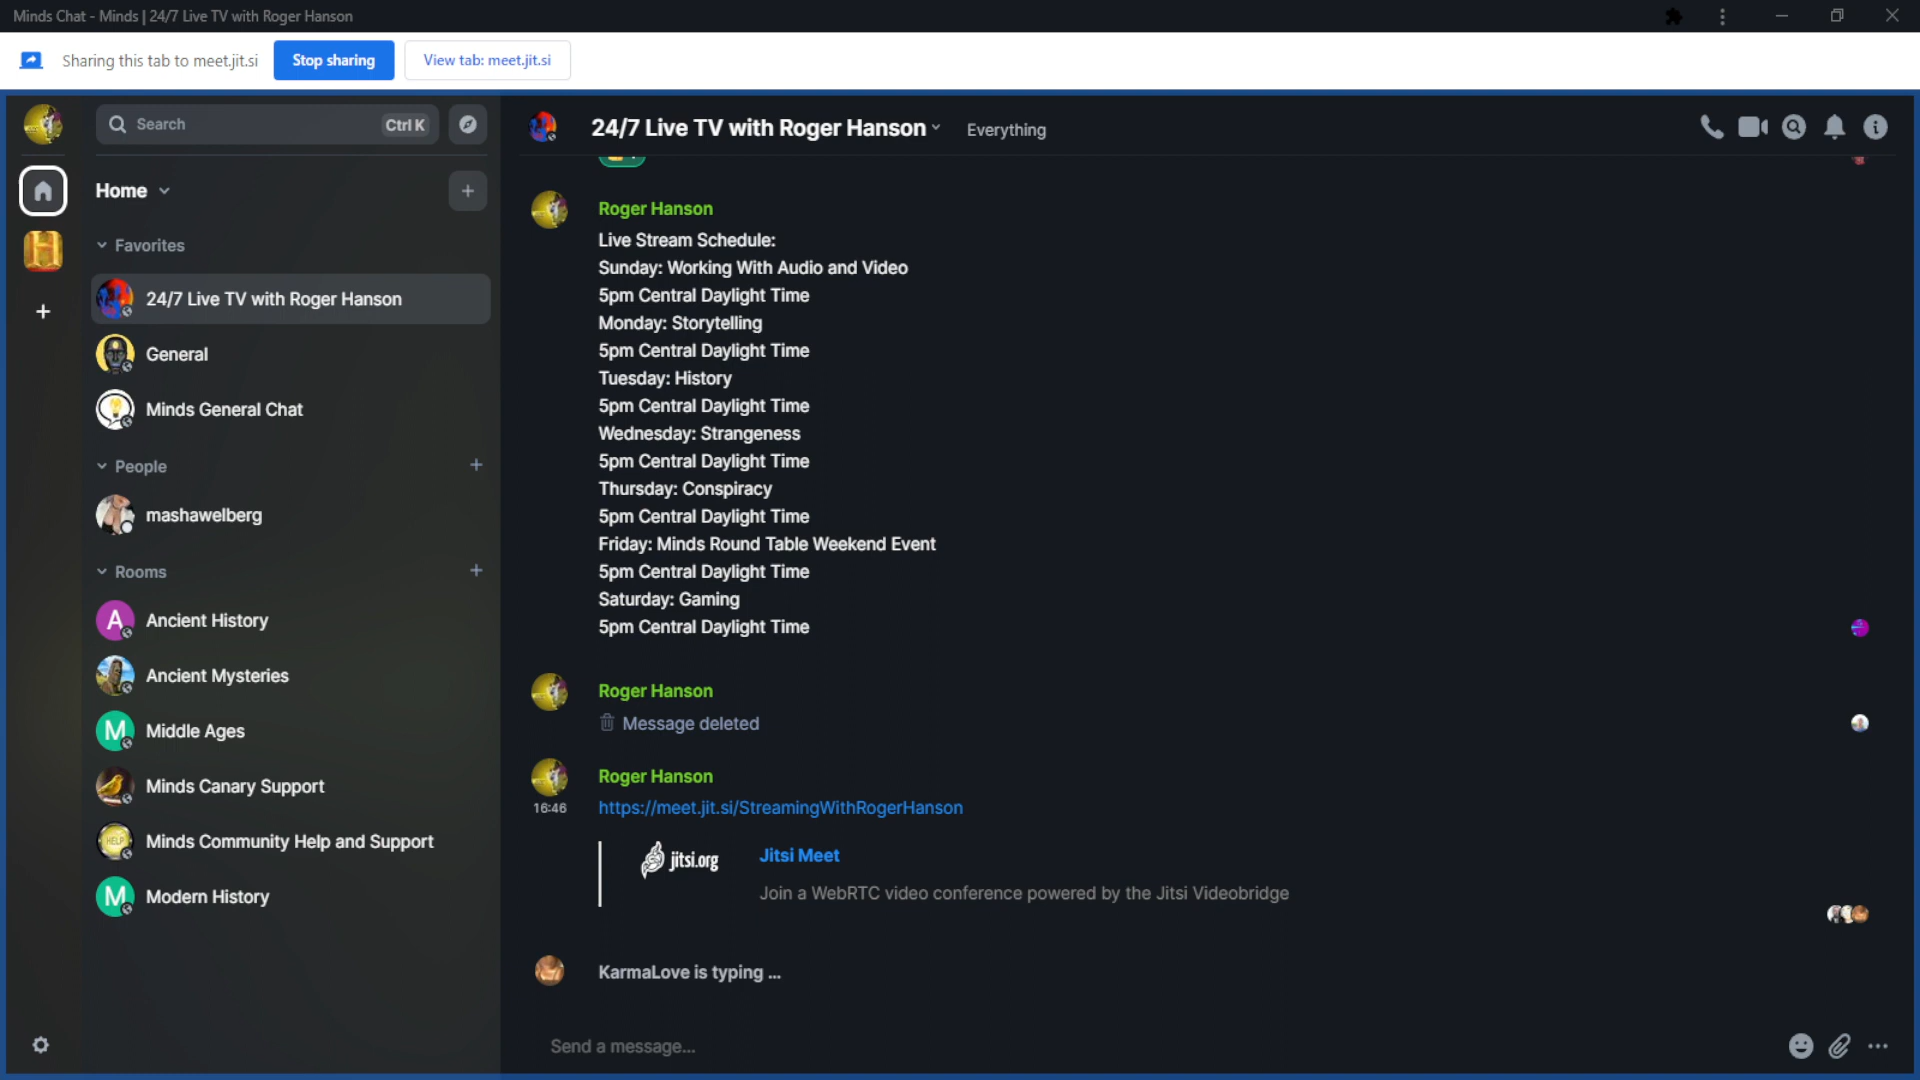 Minds Chat - Minds | 24/7 Live TV with Roger Hanson
Sharing this tab to meet.jit.si
Stop sharing
View tab: meet.jit.si
Search
Ctrl K
Home
Favorites
24/7 Live TV with Roger Hanson
General
Minds General Chat
People
mashawelberg
Rooms
A
Ancient History
Ancient Mysteries
M
Middle Ages
Minds Canary Support
HELP
Minds Community Help and Support
M
Modern History
H
24/7 Live TV with Roger Hanson
Everything
Roger Hanson
Live Stream Schedule:
Sunday: Working With Audio and Video
5pm Central Daylight Time
Monday: Storytelling
5pm Central Daylight Time
Tuesday: History
5pm Central Daylight Time
Wednesday: Strangeness
5pm Central Daylight Time
Thursday: Conspiracy
5pm Central Daylight Time
Friday: Minds Round Table Weekend Event
5pm Central Daylight Time
Saturday: Gaming
5pm Central Daylight Time
Roger Hanson
Message deleted
Roger Hanson
16:46
https://meet.jit.si/StreamingWithRogerHanson
jitsi.org
Jitsi Meet
Join a WebRTC video conference powered by the Jitsi Videobridge
KarmaLove is typing ...
Send a message...